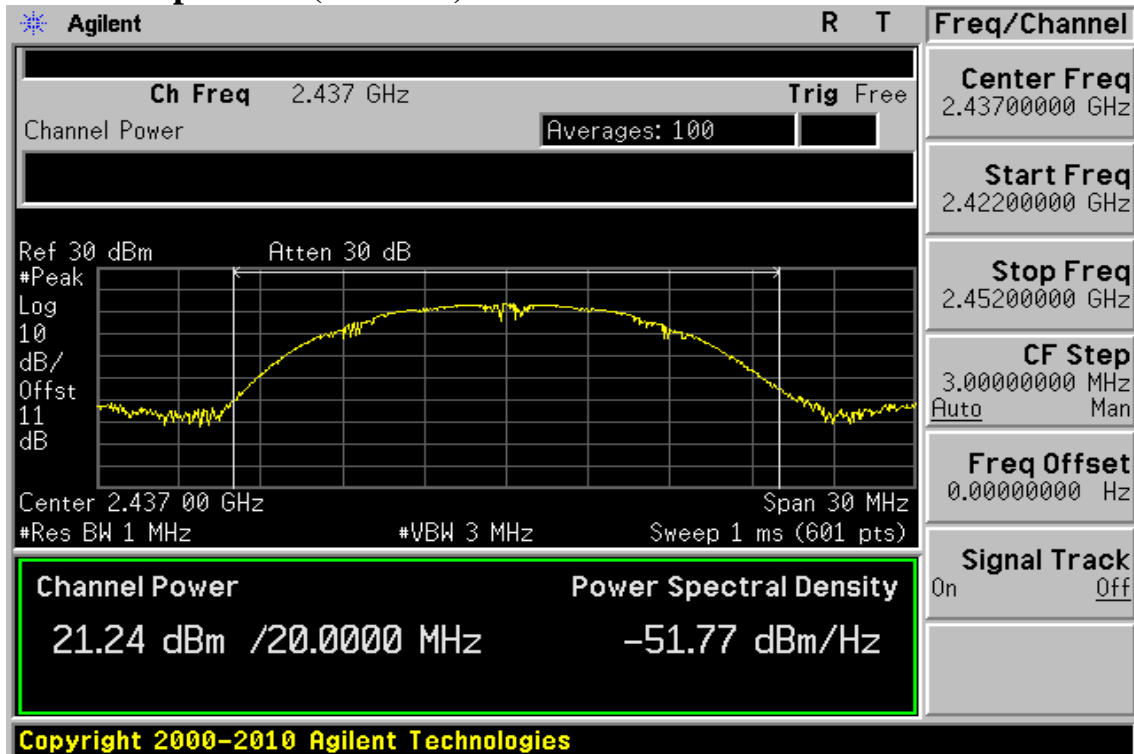 Agilent R T
Ch Freq 2.437 GHz Trig Free
Channel Power Averages: 100
Ref 30 dBm Atten 30 dB
#Peak
Log
10
dB/
Offst
11
dB
Center 2.437 00 GHz Span 30 MHz
#Res BW 1 MHz #VBW 3 MHz Sweep 1 ms (601 pts)
Channel Power Power Spectral Density
21.24 dBm /20.0000 MHz -51.77 dBm/Hz
Copyright 2000-2010 Agilent Technologies
Freq/Channel
Center Freq
2.43700000 GHz
Start Freq
2.42200000 GHz
Stop Freq
2.45200000 GHz
CF Step
3.00000000 MHz
Auto Man
Freq Offset
0.00000000 Hz
Signal Track
On Off